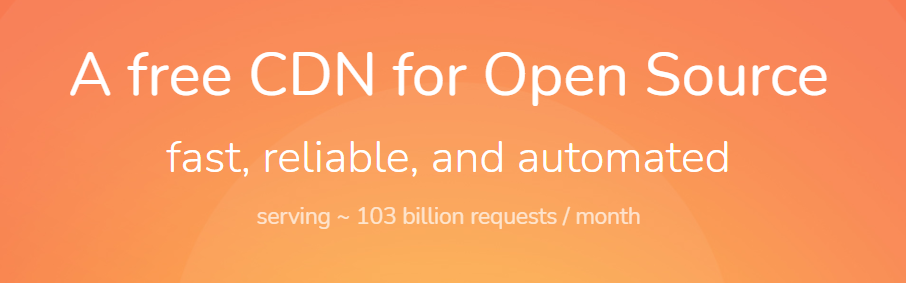 A free CDN for Open Source
fast, reliable, and automated
serving ~ 103 billion requests / month